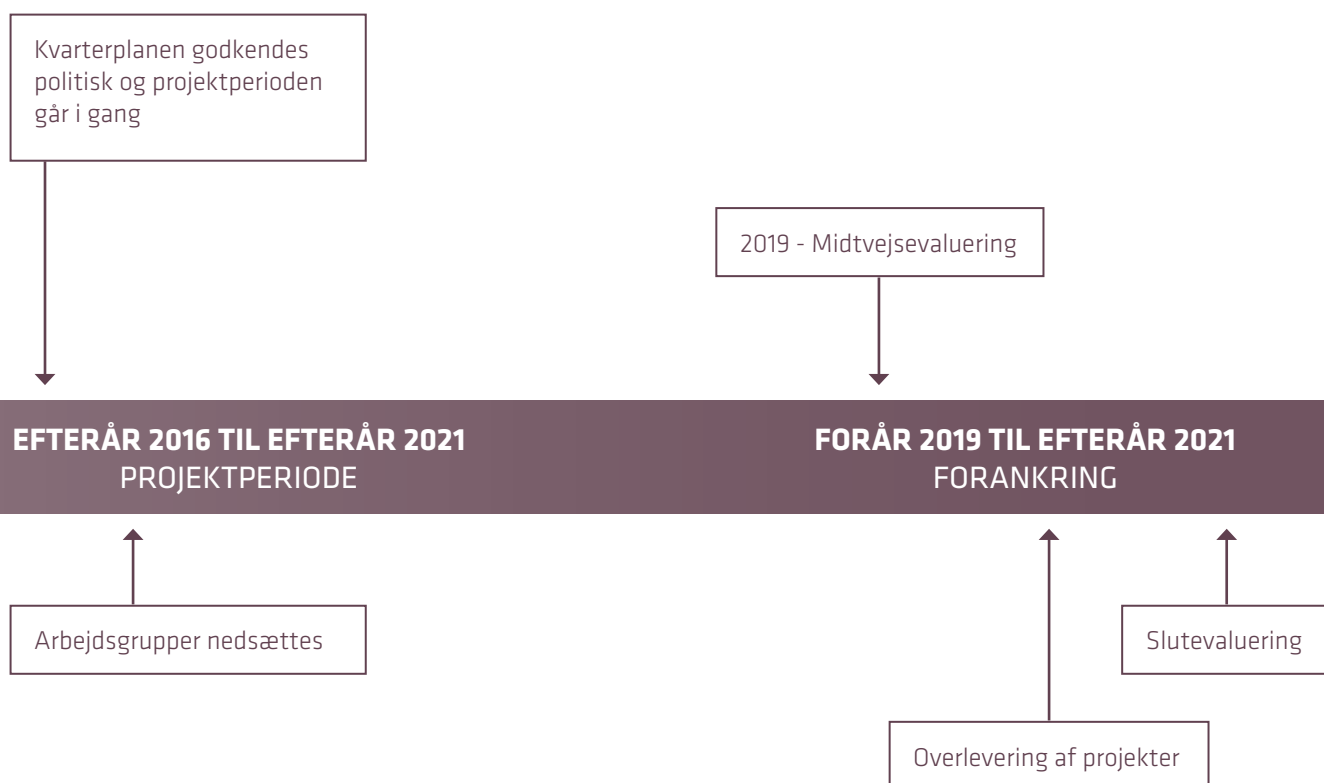 Kvarterplanen godkendes
politisk og projektperioden
går i gang
2019 - Midtvejsevaluering
EFTERÅR 2016 TIL EFTERÅR 2021
PROJEKTPERIODE
FORÅR 2019 TIL EFTERÅR 2021
FORANKRING
Arbejdsgrupper nedsættes
Slutevaluering
Overlevering af projekter